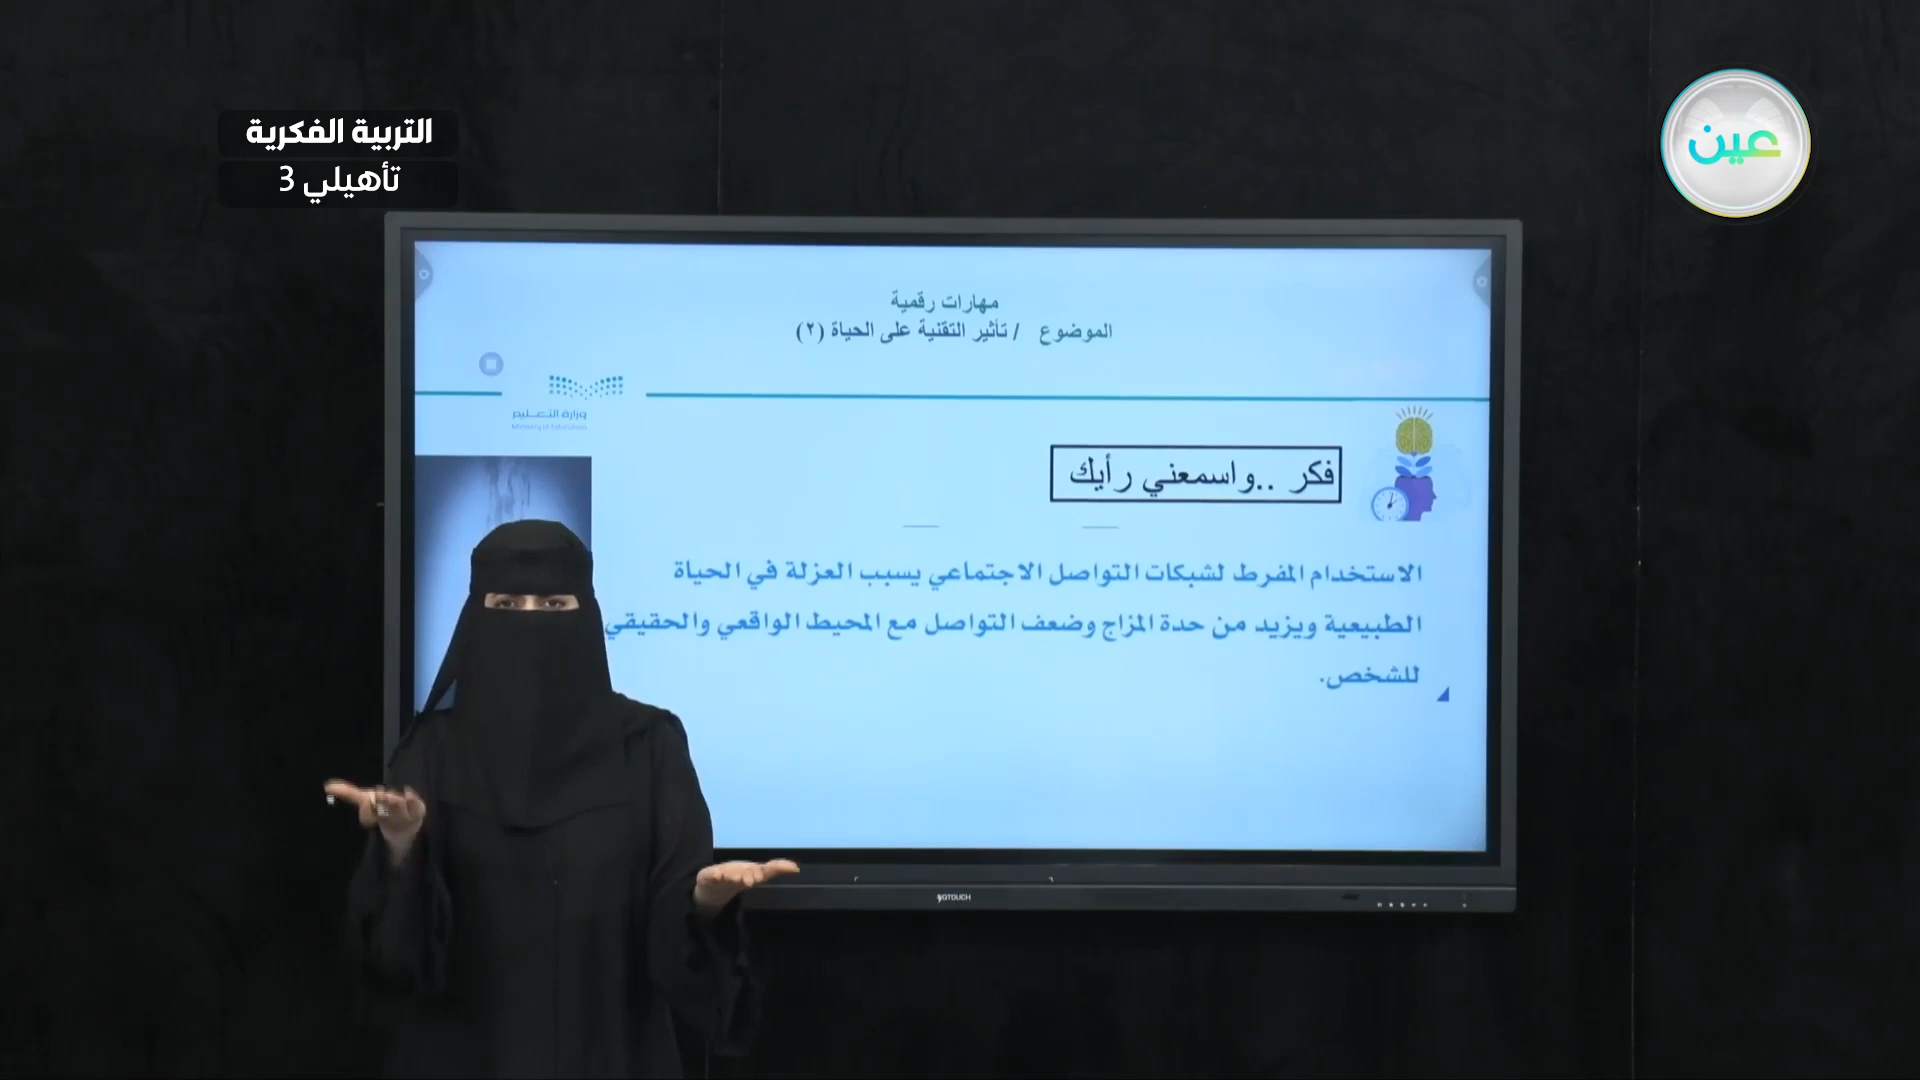 التربية الفكرية
تأهيلي 3
عين
مهارات رقمية
الموضوع / تأثير التقنية على الحياة (٢)
وزارة التعليم
Ministry of Education
فكر ..واسمعني رأيك
الاستخدام المفرط لشبكات التواصل الاجتماعي يسبب العزلة في الحياة
الطبيعية ويزيد من حدة المزاج وضعف التواصل مع المحيط الواقعي والحقيقي
للشخص.